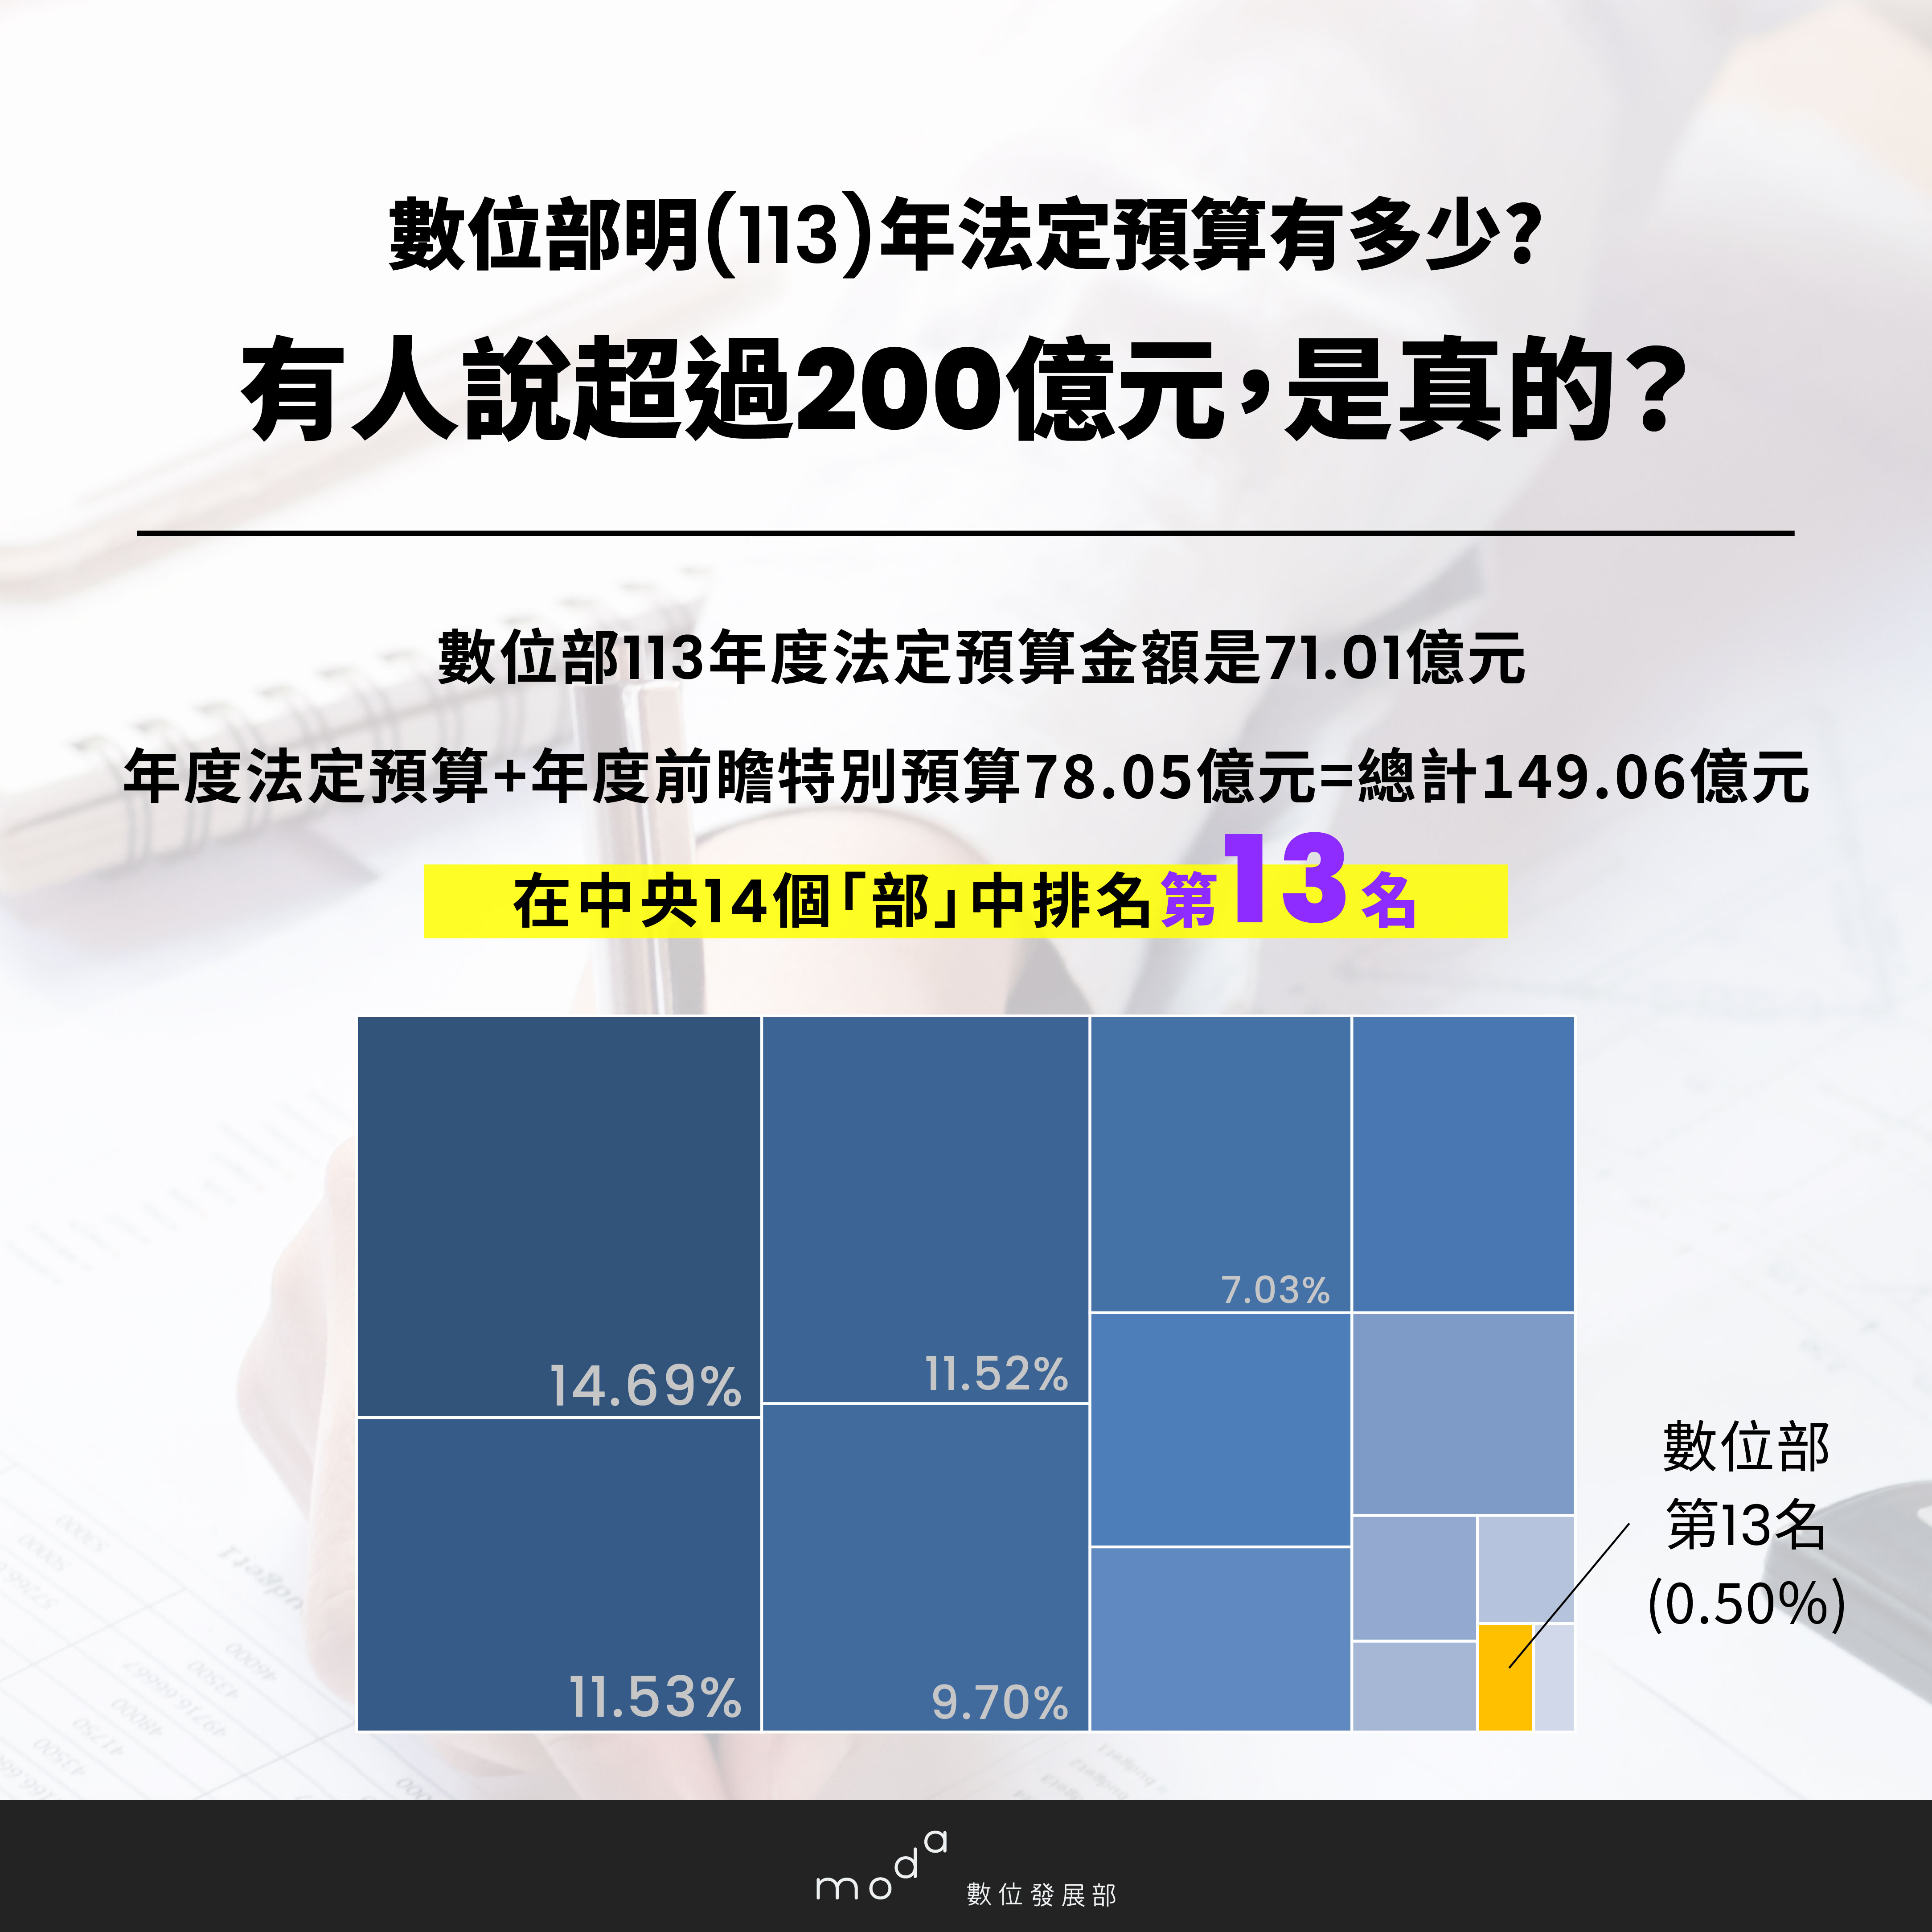 數位部明(113)年法定預算有多少?
有人說超過200億元，是真的？
數位部113年度法定預算金額是71.01億元
年度法定預算+年度前瞻特別預算78.05億元=總計149.06億元
在中央14個「部」中排名第13名
7.03%
14.69%
11.52%
11.53%
9.70%
數位部
第13名
(0.50%)
moda
數位發展部